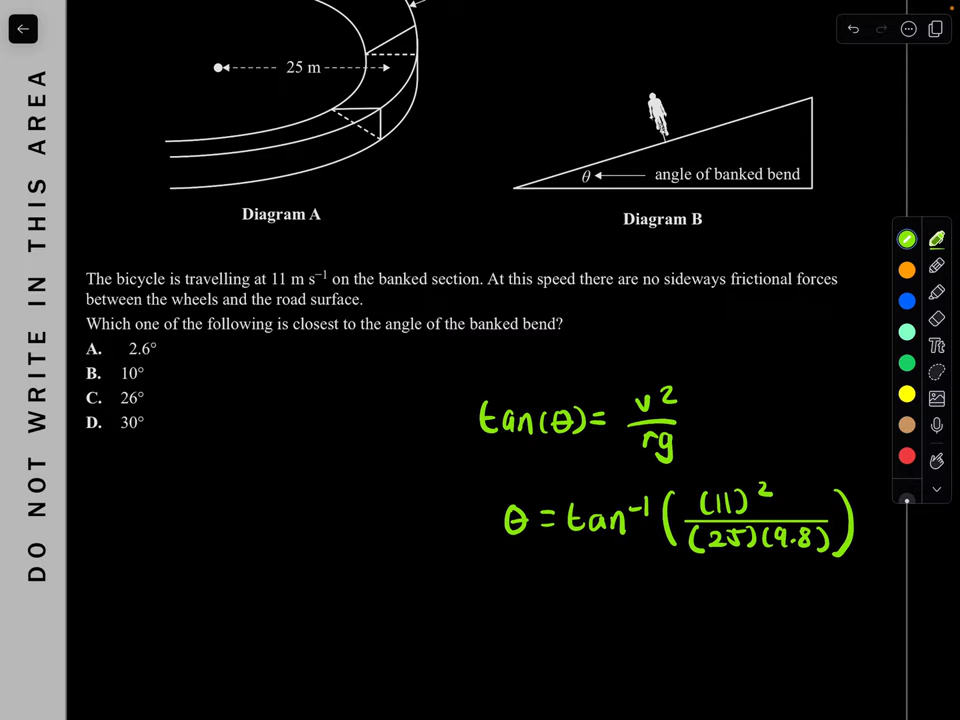 DO NOT WRITE IN THIS AREA
25 m
Diagram A
θ
angle of banked bend
Diagram B
The bicycle is travelling at 11 m s⁻¹ on the banked section. At this speed there are no sideways frictional forces
between the wheels and the road surface.
Which one of the following is closest to the angle of the banked bend?
A. 2.6°
B. 10°
C. 26°
D. 30°
tan(θ) = v² / rg
θ = tan⁻¹ ( (11)² / (25)(9.8) )
Tt